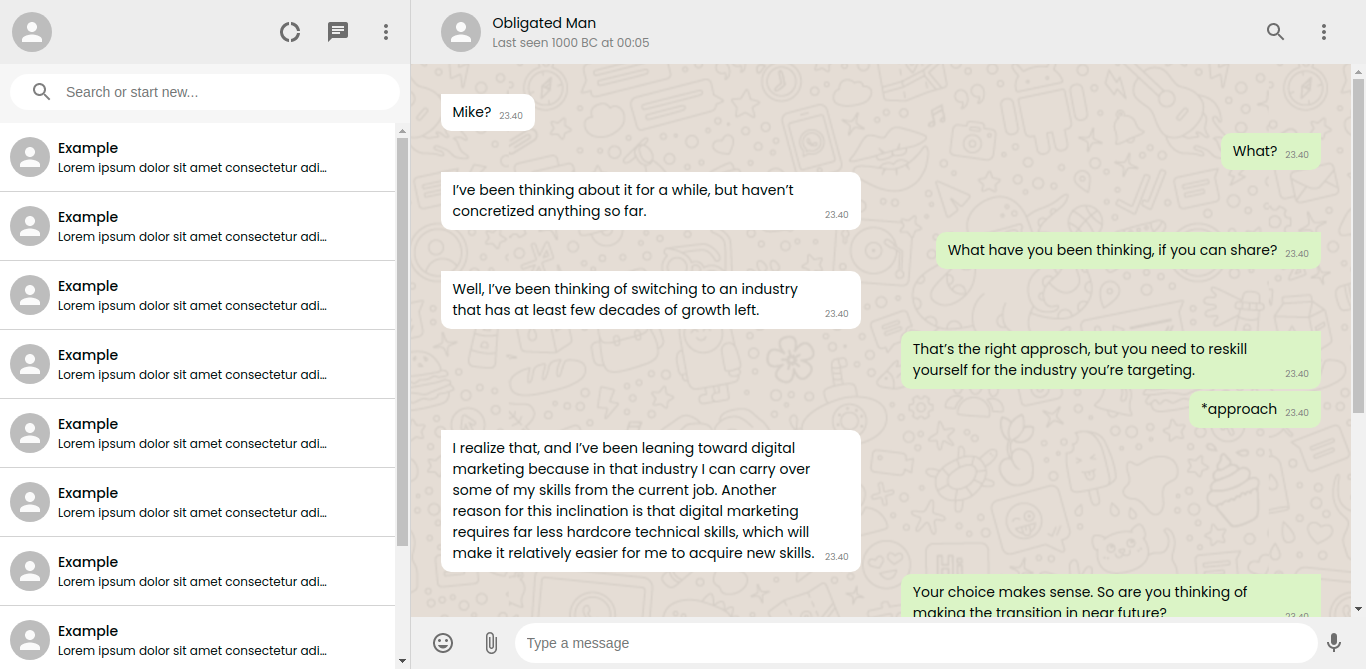 Search or start new...
Example
Lorem ipsum dolor sit amet consectetur adi...
Example
Lorem ipsum dolor sit amet consectetur adi...
Example
Lorem ipsum dolor sit amet consectetur adi...
Example
Lorem ipsum dolor sit amet consectetur adi...
Example
Lorem ipsum dolor sit amet consectetur adi...
Example
Lorem ipsum dolor sit amet consectetur adi...
Example
Lorem ipsum dolor sit amet consectetur adi...
Example
Lorem ipsum dolor sit amet consectetur adi...
Obligated Man
Last seen 1000 BC at 00:05
Mike? 23.40
What? 23.40
I’ve been thinking about it for a while, but haven’t
concretized anything so far. 23.40
What have you been thinking, if you can share? 23.40
Well, I’ve been thinking of switching to an industry
that has at least few decades of growth left. 23.40
That’s the right approsch, but you need to reskill
yourself for the industry you’re targeting. 23.40
*approach 23.40
I realize that, and I’ve been leaning toward digital
marketing because in that industry I can carry over
some of my skills from the current job. Another
reason for this inclination is that digital marketing
requires far less hardcore technical skills, which will
make it relatively easier for me to acquire new skills. 23.40
Your choice makes sense. So are you thinking of
making the transition in near future? 23.40
Type a message